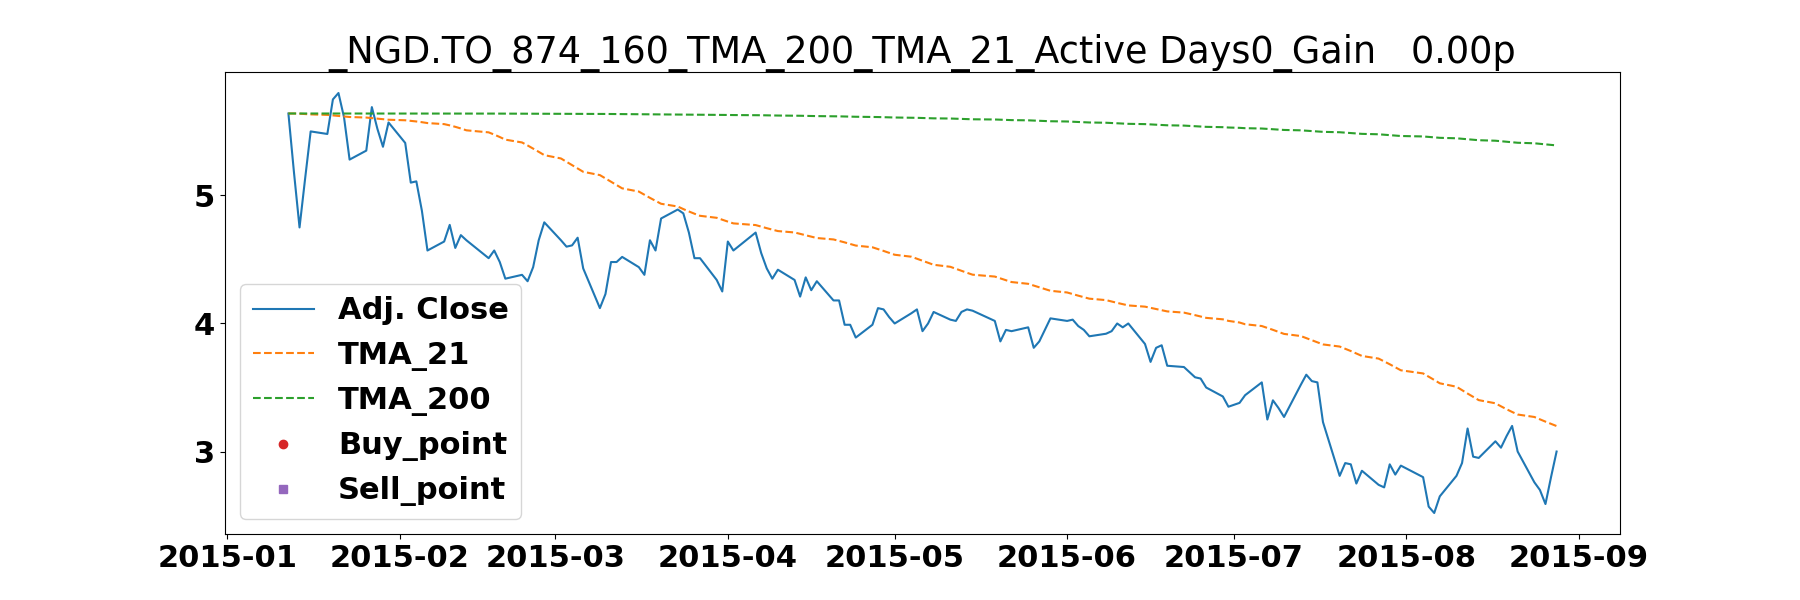 _NGD.TO_874_160_TMA_200_TMA_21_Active Days0_Gain   0.00p
5
4
3
Adj. Close
TMA_21
TMA_200
Buy_point
Sell_point
2015-01 2015-02 2015-03 2015-04 2015-05 2015-06 2015-07 2015-08 2015-09